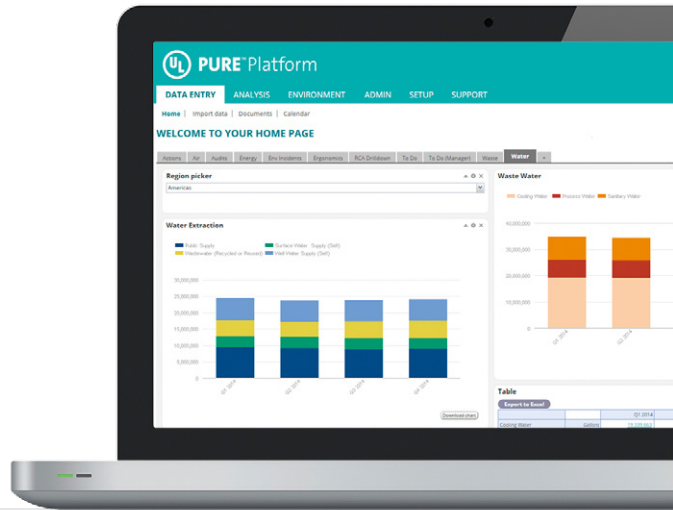 UL PURE™Platform
DATA ENTRY ANALYSIS ENVIRONMENT ADMIN SETUP SUPPORT
Home | Import data | Documents | Calendar
WELCOME TO YOUR HOME PAGE
Actions Air Audits Energy Env Incidents Ergonomics RCA Drilldown To Do To Do (Manager) Waste Water +
Region picker
Americas
Water Extraction
Public Supply Surface Water Supply (Self)
Wastewater (Recycled or Reused) Well Water Supply (Self)
30,000,000
25,000,000
20,000,000
15,000,000
10,000,000
5,000,000
0
Q1 2014 Q2 2014 Q3 2014 Q4 2014
Download chart
Waste Water
Cooling Water Process Water Sanitary Water
40,000,000
30,000,000
20,000,000
10,000,000
0
Q1 2014 Q2 2014
Table
Export to Excel
Q1 2014
Cooling Water Gallons